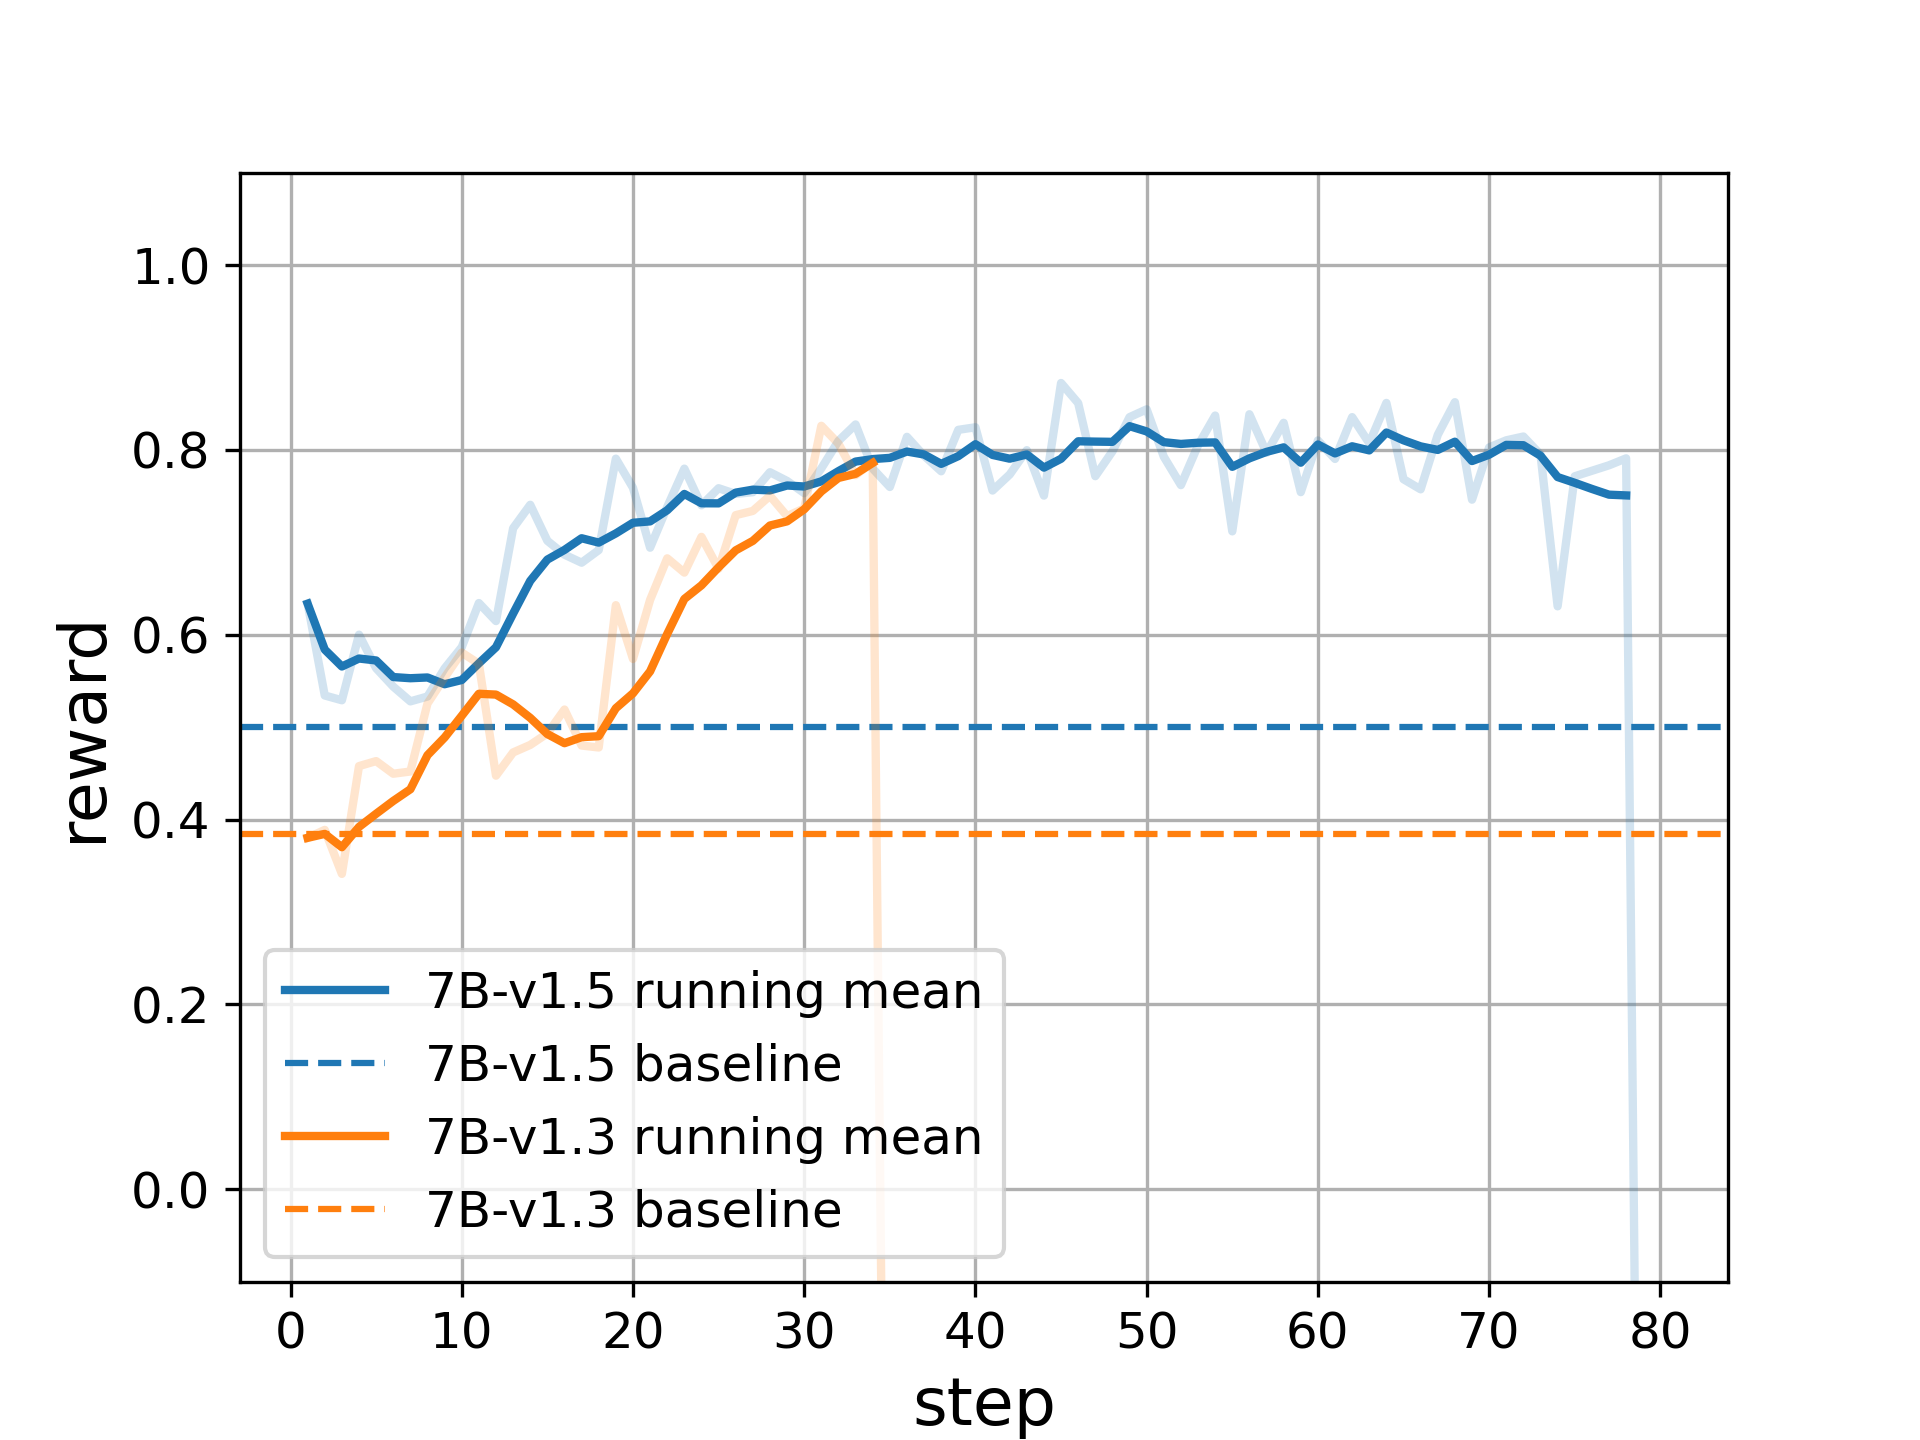 1.0
0.8
0.6
0.4
0.2
0.0
reward
7B-v1.5 running mean
7B-v1.5 baseline
7B-v1.3 running mean
7B-v1.3 baseline
0 10 20 30 40 50 60 70 80
step